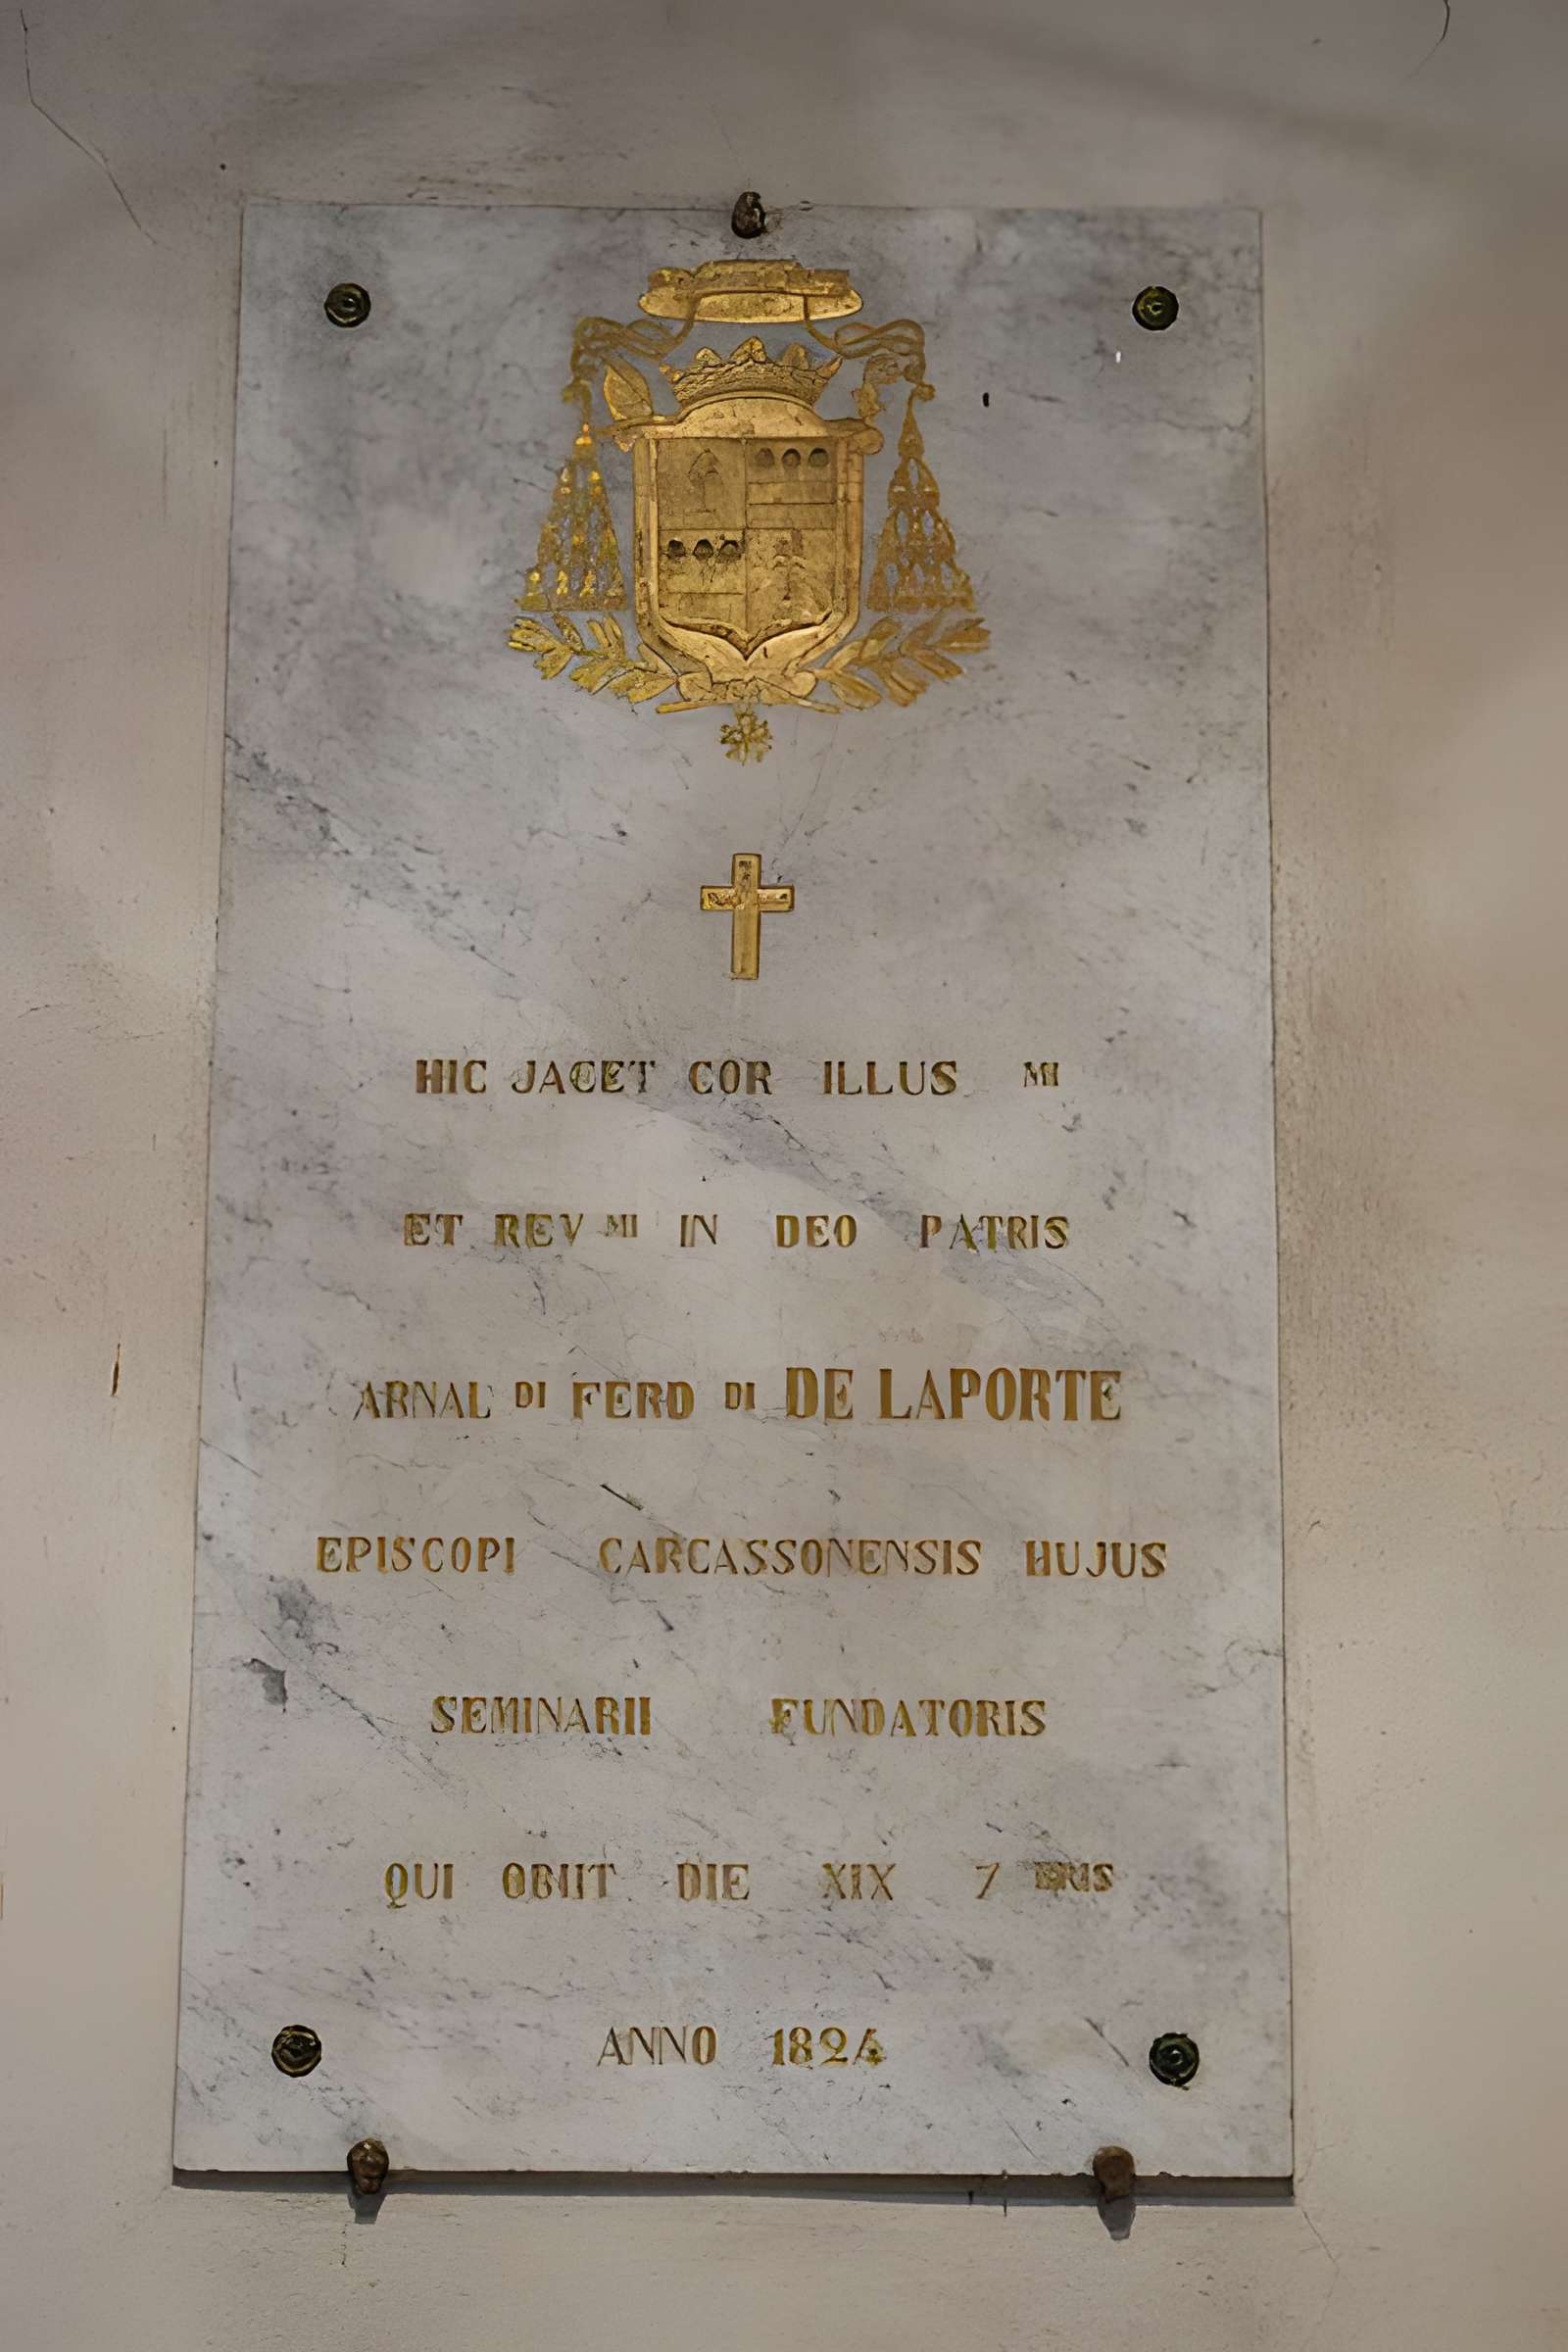 HIC JACET COR ILLUS MI
ET REV MI IN DEO PATRIS
ARNAL DI FERD DI DE LAPORTE
EPISCOPI CARCASSONENSIS HUJUS
SEMINARII FUNDATORIS
QUI OBIIT DIE XIX 7 BRIS
ANNO 1824